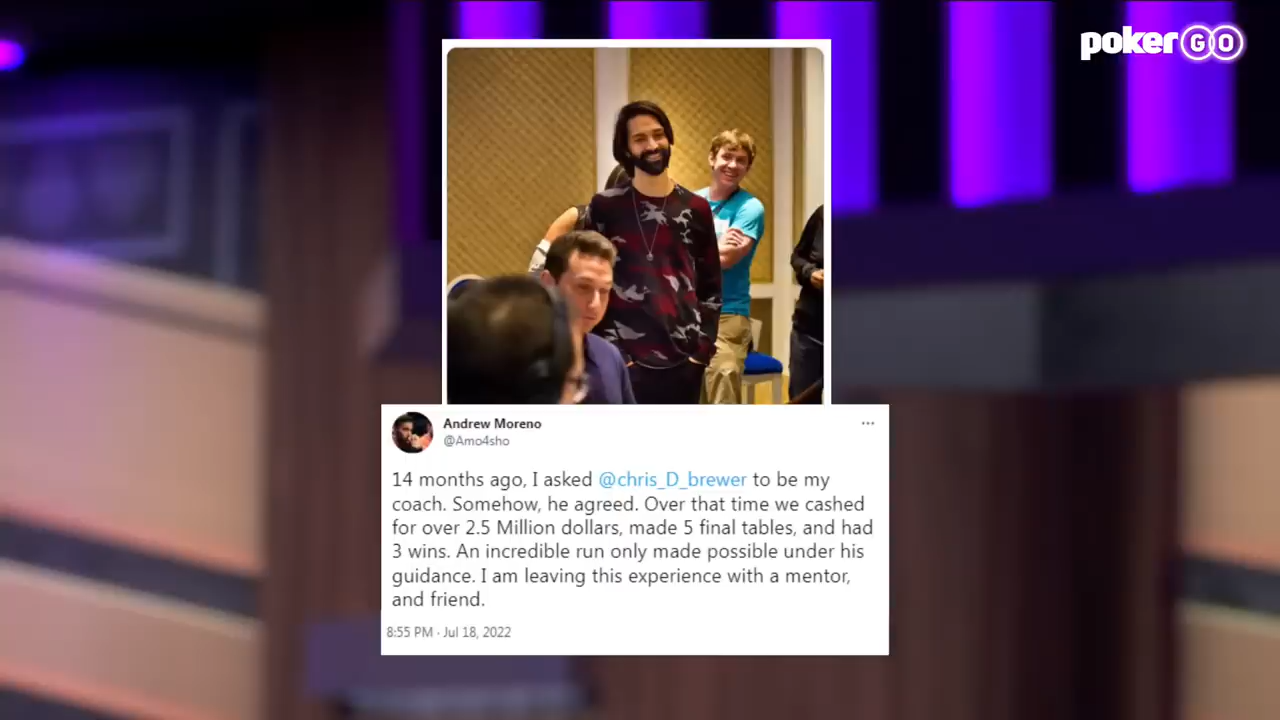 pokerGO
Andrew Moreno
@Amo4sho
14 months ago, I asked @chris_D_brewer to be my
coach. Somehow, he agreed. Over that time we cashed
for over 2.5 Million dollars, made 5 final tables, and had
3 wins. An incredible run only made possible under his
guidance. I am leaving this experience with a mentor,
and friend.
8:55 PM · Jul 18, 2022